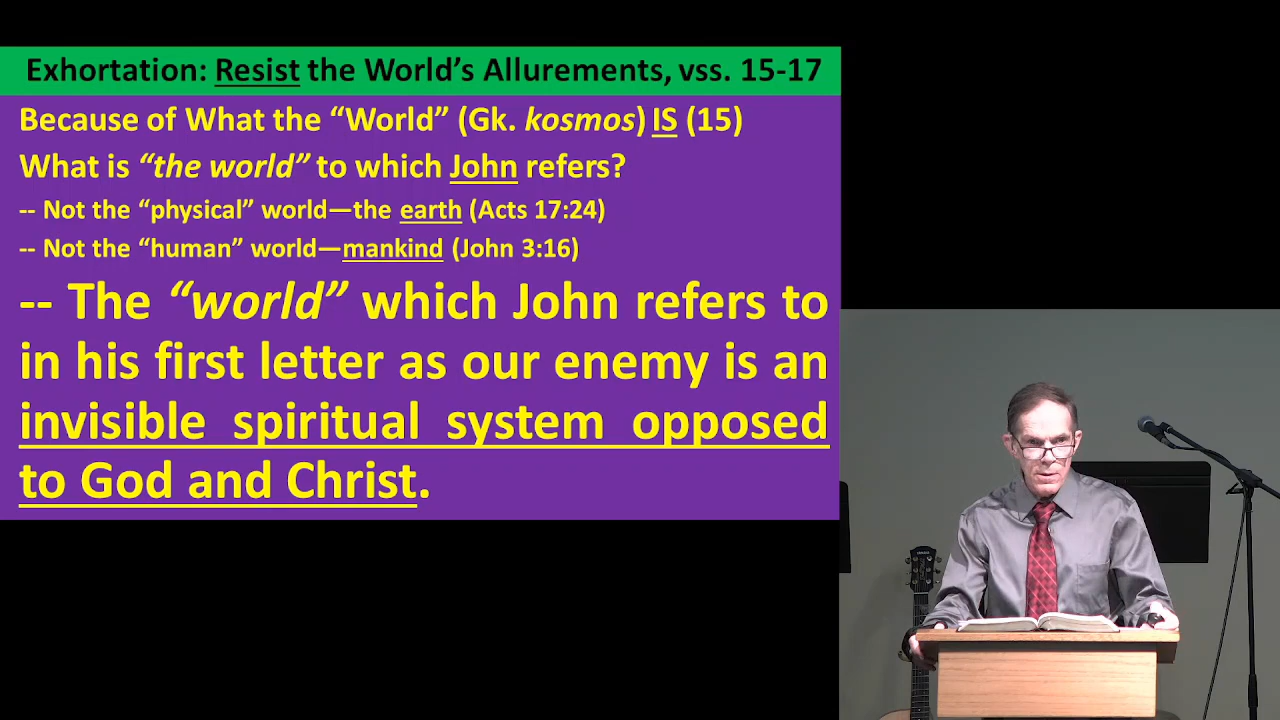 Exhortation: Resist the World’s Allurements, vss. 15-17
Because of What the “World” (Gk. kosmos) IS (15)
What is “the world” to which John refers?
-- Not the “physical” world—the earth (Acts 17:24)
-- Not the “human” world—mankind (John 3:16)
-- The “world” which John refers to
in his first letter as our enemy is an
invisible spiritual system opposed
to God and Christ.